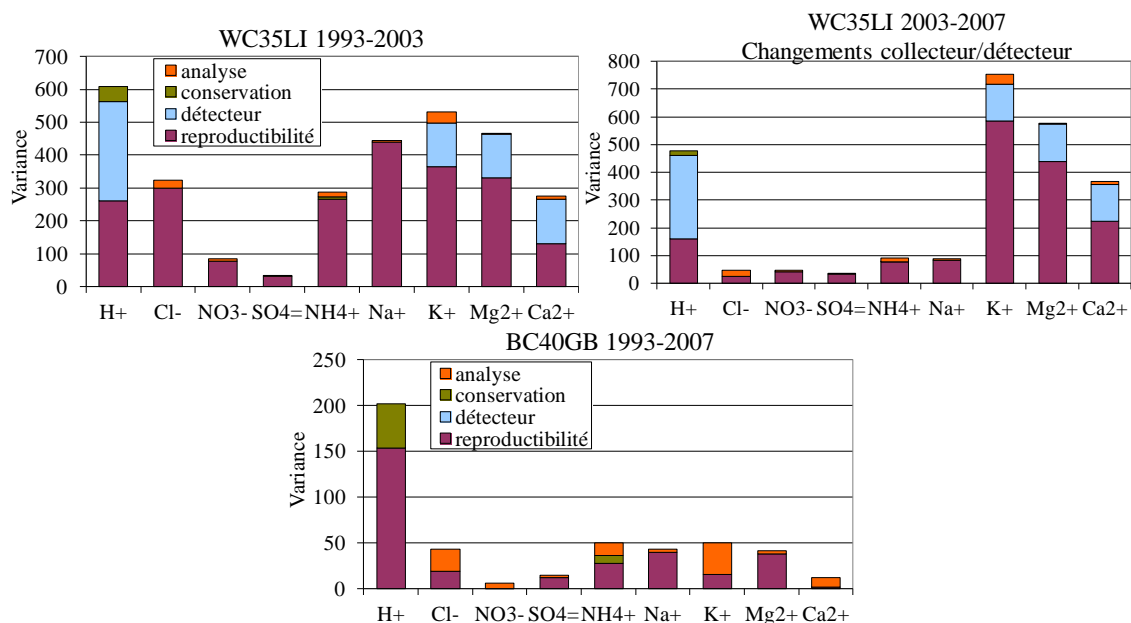 WC35LI 1993-2003
700
600
500
400
300
200
100
0
Variance
analyse
conservation
détecteur
reproductibilité
H+ Cl- NO3- SO4= NH4+ Na+ K+ Mg2+ Ca2+
WC35LI 2003-2007
Changements collecteur/détecteur
800
700
600
500
400
300
200
100
0
Variance
H+ Cl- NO3- SO4= NH4+ Na+ K+ Mg2+ Ca2+
BC40GB 1993-2007
250
200
150
100
50
0
Variance
analyse
conservation
détecteur
reproductibilité
H+ Cl- NO3- SO4= NH4+ Na+ K+ Mg2+ Ca2+